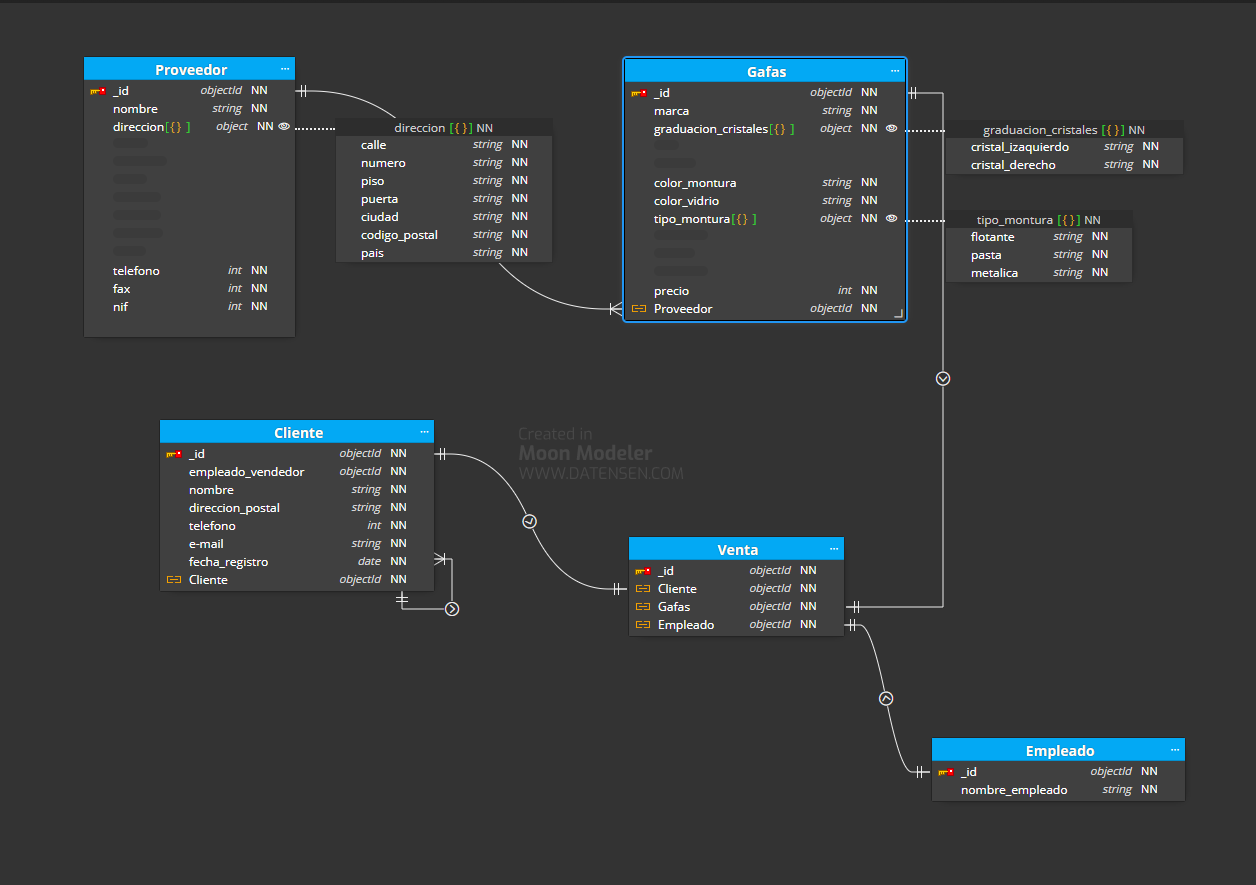 Proveedor ...
_id objectId NN
nombre string NN
direccion[{} ] object NN
telefono int NN
fax int NN
nif int NN
direccion [{}] NN
calle string NN
numero string NN
piso string NN
puerta string NN
ciudad string NN
codigo_postal string NN
pais string NN
Gafas ...
_id objectId NN
marca string NN
graduacion_cristales[{} ] object NN
color_montura string NN
color_vidrio string NN
tipo_montura[{} ] object NN
precio int NN
Proveedor objectId NN
graduacion_cristales [{}] NN
cristal_izaquierdo string NN
cristal_derecho string NN
tipo_montura [{}] NN
flotante string NN
pasta string NN
metalica string NN
Cliente ...
_id objectId NN
empleado_vendedor objectId NN
nombre string NN
direccion_postal string NN
telefono int NN
e-mail string NN
fecha_registro date NN
Cliente objectId NN
Created in
Moon Modeler
WWW.DATENSEN.COM
Venta ...
_id objectId NN
Cliente objectId NN
Gafas objectId NN
Empleado objectId NN
Empleado ...
_id objectId NN
nombre_empleado string NN